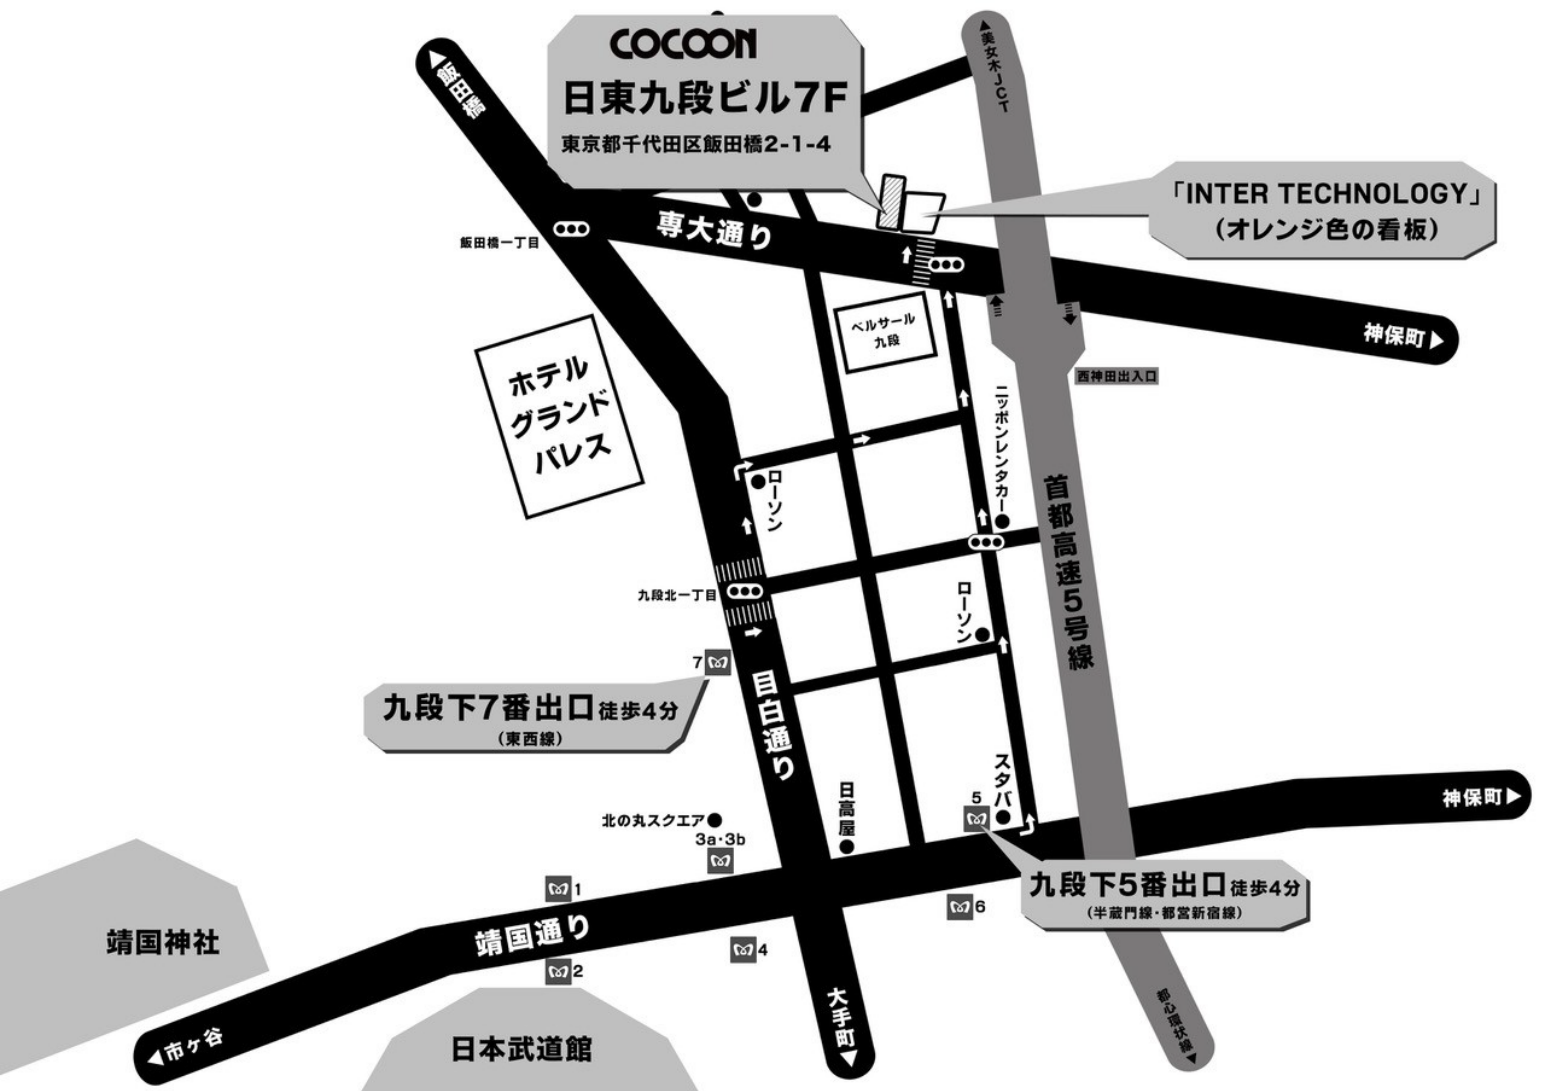 COCOON
日東九段ビル7F
東京都千代田区飯田橋2-1-4
▲美女木JCT
▲飯田橋
「INTER TECHNOLOGY」
(オレンジ色の看板)
専大通り
飯田橋一丁目
ベルサール
九段
神保町▶
西神田出入口
ホテル
グランド
パレス
ニッポンレンタカー
ローソン
首都高速5号線
九段北一丁目
ローソン
7
九段下7番出口徒歩4分
(東西線)
目白通り
スタバ
5
日高屋
神保町▶
北の丸スクエア
3a・3b
1
九段下5番出口徒歩4分
(半蔵門線・都営新宿線)
6
靖国通り
靖国神社
4
2
大手町▼
都心環状線▼
◀市ヶ谷
日本武道館